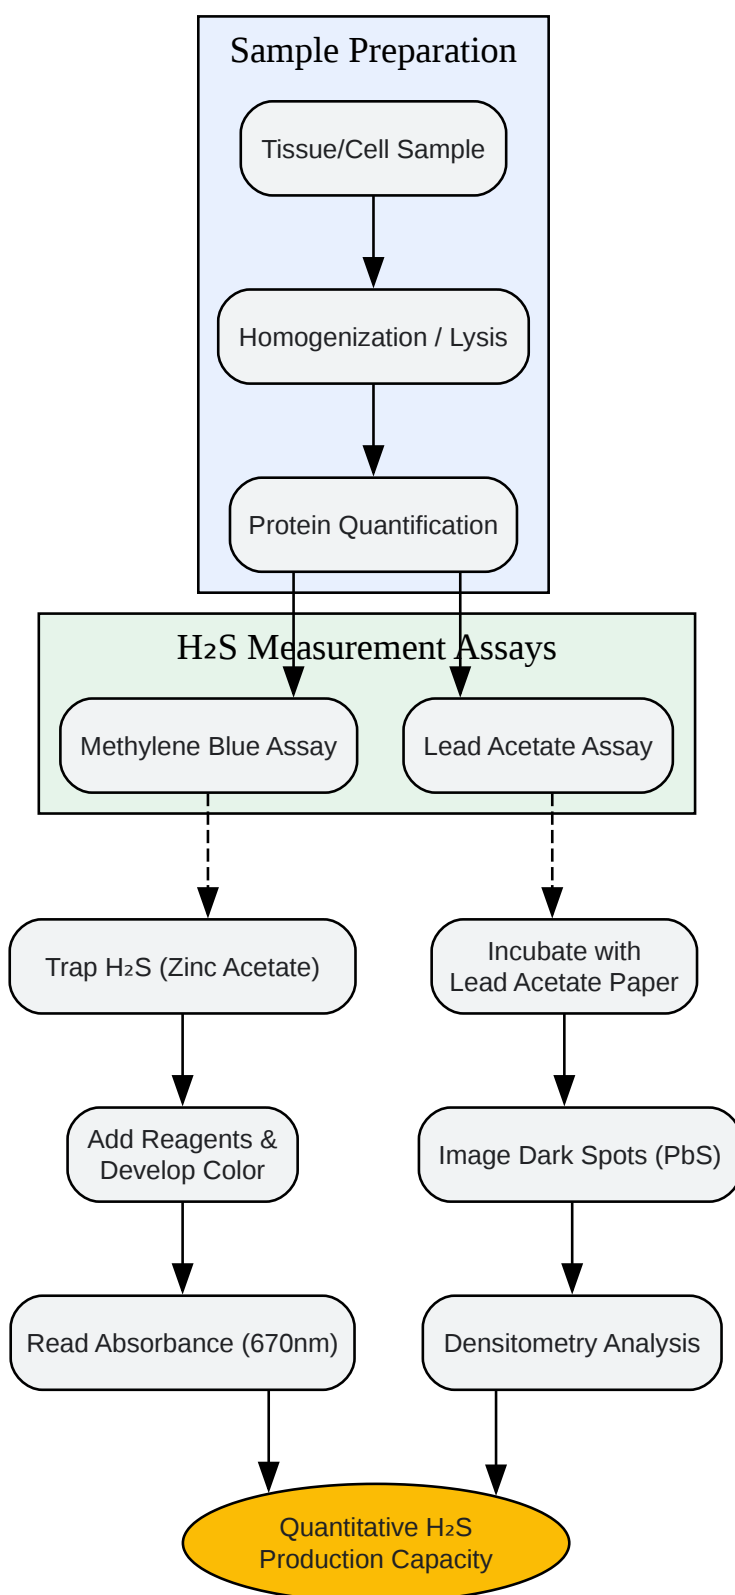 Sample Preparation
Tissue/Cell Sample
Homogenization / Lysis
Protein Quantification
H₂S Measurement Assays
Methylene Blue Assay
Lead Acetate Assay
Trap H₂S (Zinc Acetate)
Incubate with
Lead Acetate Paper
Add Reagents &
Develop Color
Image Dark Spots (PbS)
Read Absorbance (670nm)
Densitometry Analysis
Quantitative H₂S
Production Capacity